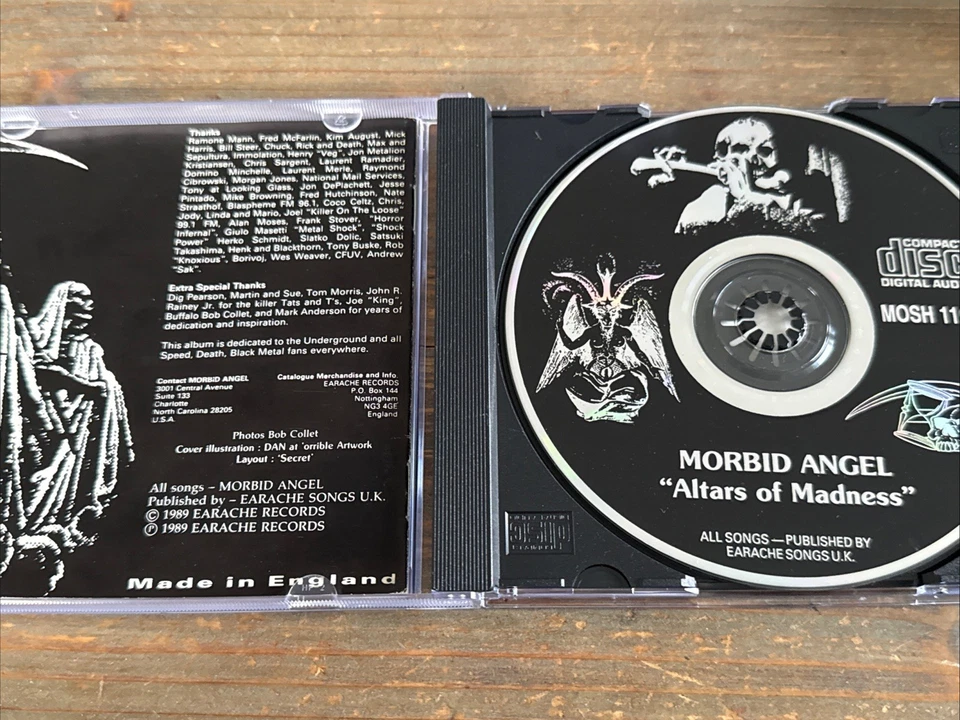 Thanks
Ramone Mann, Fred McFarlin, Kim August, Mick
Harris, Bill Steer, Chuck, Rick and Death, Max and
Sepultura, Immolation, Henry "Veg", Jon Metalion
Kristiansen, Chris Sargent, Laurent Ramadier,
Domino Minchelle, Laurent Merle, Raymond
Cibrowski, Morgan Jones, National Mail Services,
Tony at Looking Glass, Jon DePlachett, Jesse
Pintado, Mike Browning, Fred Hutchinson, Nate
Straathof, Blaspheme FM 96.1, Coco Celtz, Chris,
Jody, Linda and Mario, Joel "Killer On The Loose"
99.1 FM, Alan Moses, Frank Stover, "Horror
Infernal", Giulo Masetti "Metal Shock", "Shock
Power" Herko Schmidt, Slatko Dolic, Satsuki
Takashima, Henk and Blackthorn, Tony Buske, Rob
"Knoxious", Borivoj, Wes Weaver, CFUV, Andrew
"Sak".
Extra Special Thanks
Dig Pearson, Martin and Sue, Tom Morris, John R.
Rainey Jr. for the killer Tats and T's, Joe "King",
Buffalo Bob Collet, and Mark Anderson for years of
dedication and inspiration.
This album is dedicated to the Underground and all
Speed, Death, Black Metal fans everywhere.
Contact MORBiD ANGEL
3001 Central Avenue
Suite 133
Charlotte
North Carolina 28205
U.S.A.
Catalogue Merchandise and Info.
EARACHE RECORDS
P.O. Box 144
Nottingham
NG3 4GE
England
Photos Bob Collet
Cover illustration : DAN at 'orrible Artwork
Layout : 'Secret'
All songs – MORBID ANGEL
Published by – EARACHE SONGS U.K.
© 1989 EARACHE RECORDS
℗ 1989 EARACHE RECORDS
Made in England
COMPACT
disc
DIGITAL AUDIO
MOSH 11
MORBID ANGEL
"Altars of Madness"
ALL SONGS — PUBLISHED BY
EARACHE SONGS U.K.